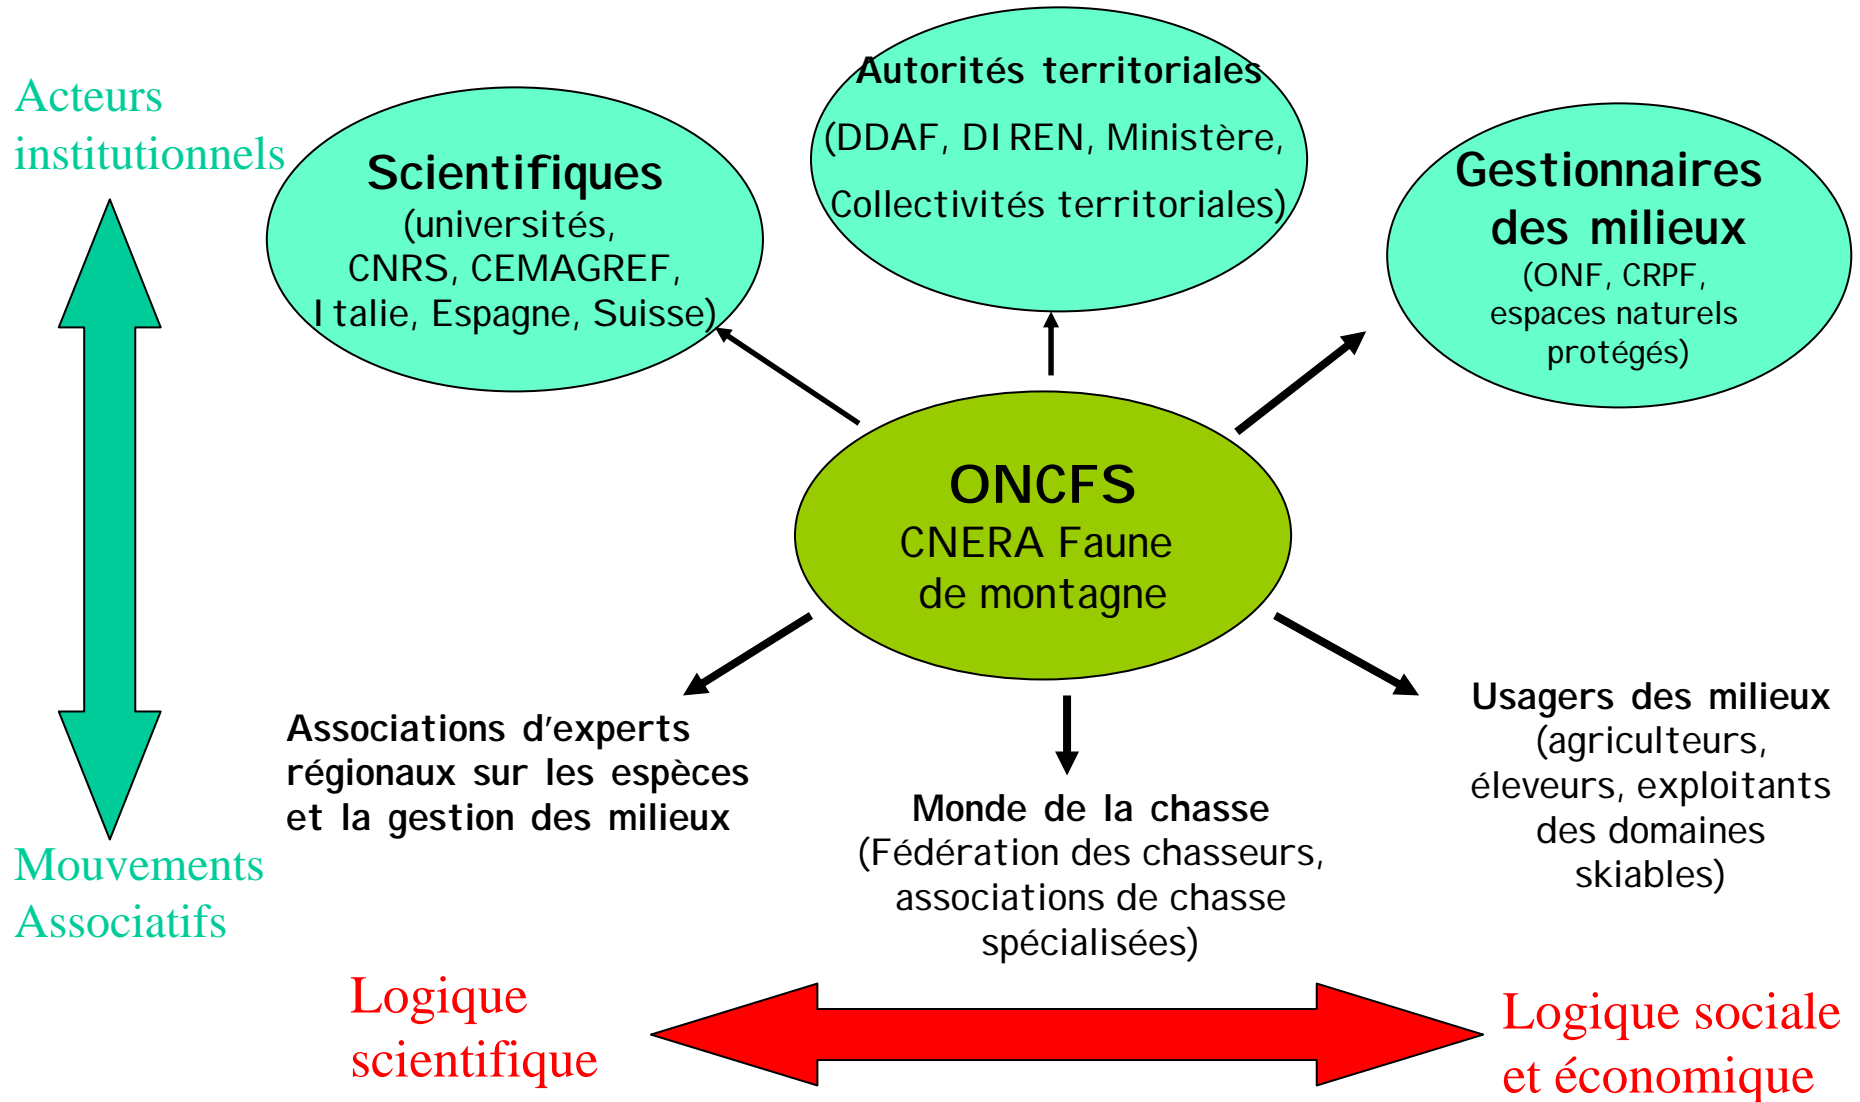 Acteurs
institutionnels
Scientifiques
(universités,
CNRS, CEMAGREF,
Italie, Espagne, Suisse)
Autorités territoriales
(DDAF, DIREN, Ministère,
Collectivités territoriales)
Gestionnaires
des milieux
(ONF, CRPF,
espaces naturels
protégés)
ONCFS
CNERA Faune
de montagne
Associations d’experts
régionaux sur les espèces
et la gestion des milieux
Monde de la chasse
(Fédération des chasseurs,
associations de chasse
spécialisées)
Usagers des milieux
(agriculteurs,
éleveurs, exploitants
des domaines
skiables)
Mouvements
Associatifs
Logique
scientifique
Logique sociale
et économique